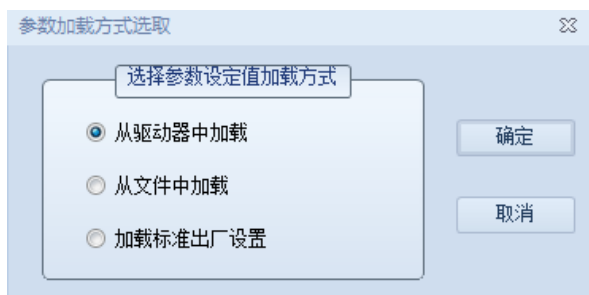 参数加载方式选取
选择参数设定值加载方式
从驱动器中加载
确定
从文件中加载
取消
加载标准出厂设置